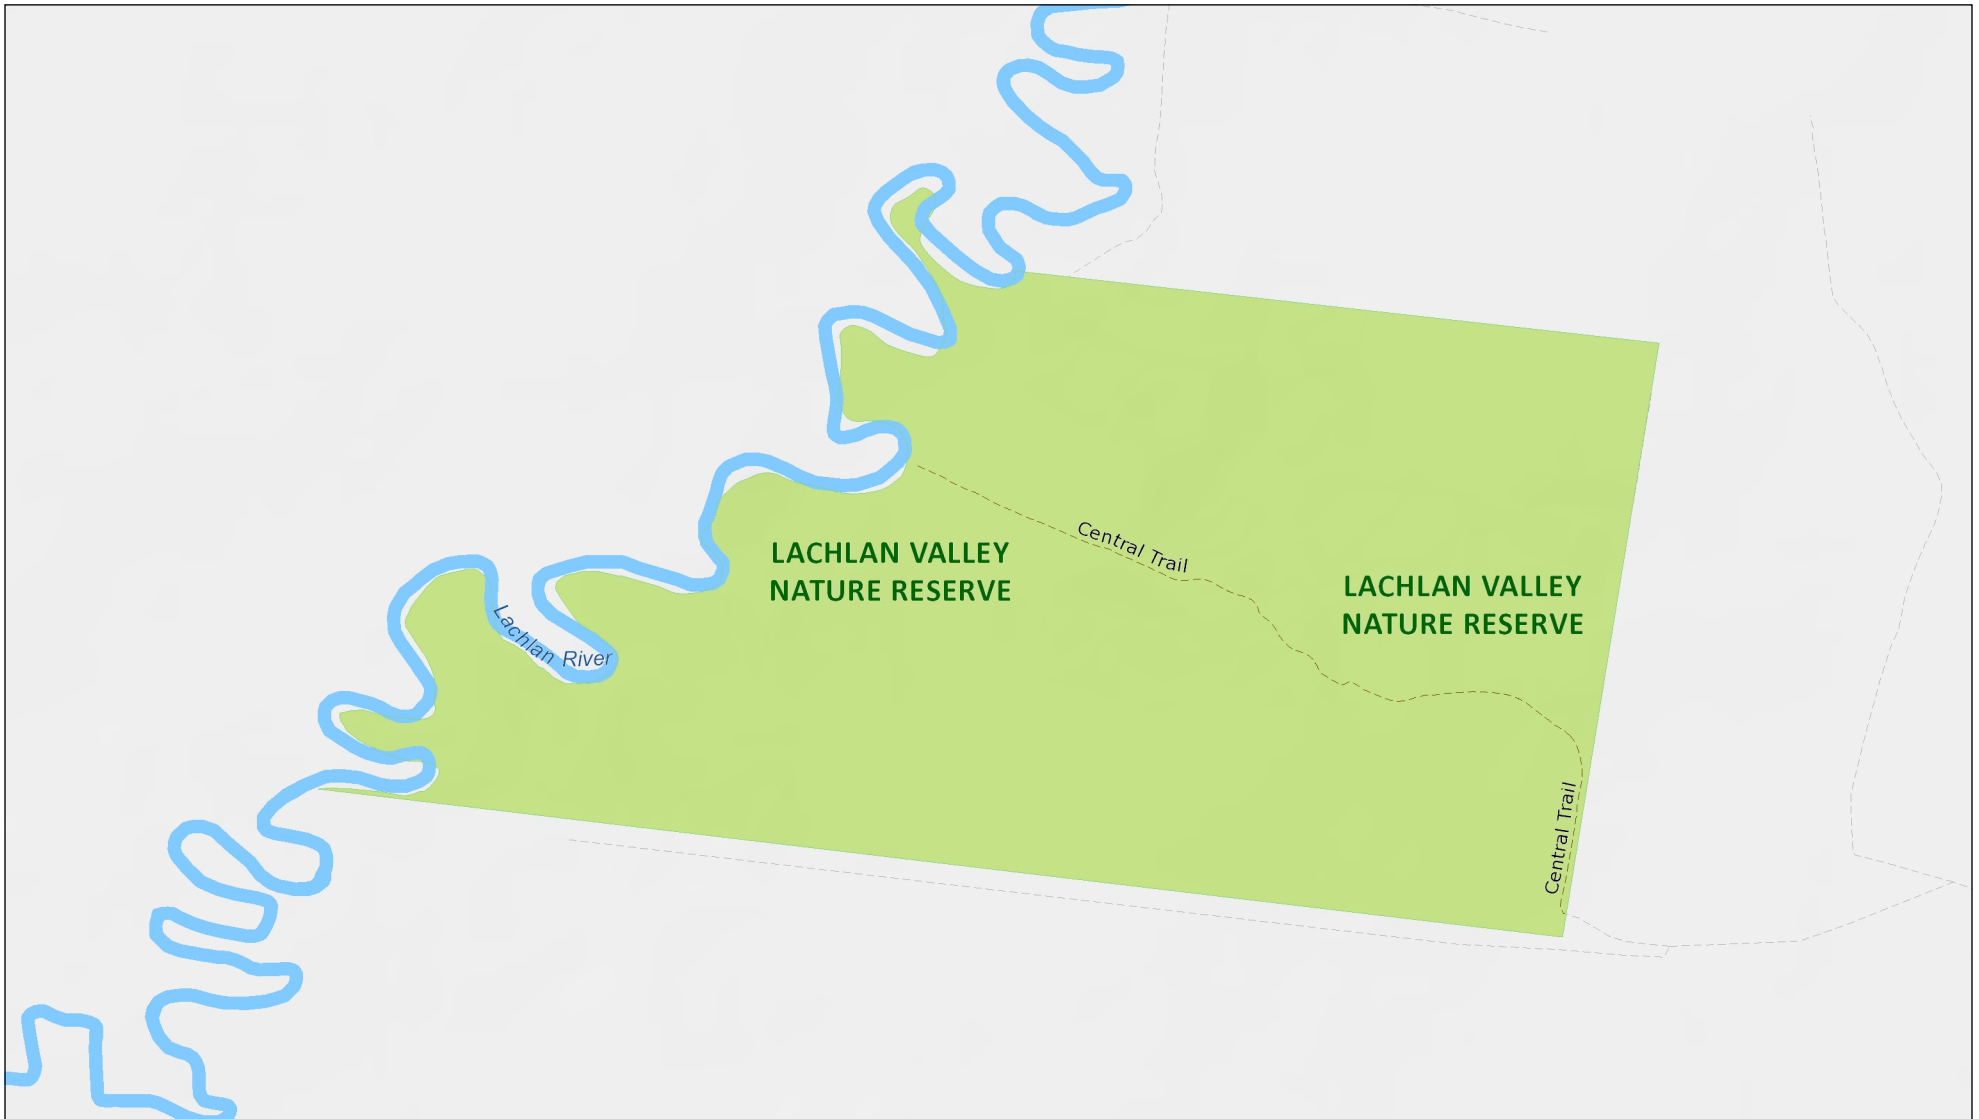 Central Trail
LACHLAN VALLEY
NATURE RESERVE
LACHLAN VALLEY
NATURE RESERVE
Lachlan River
Central Trail